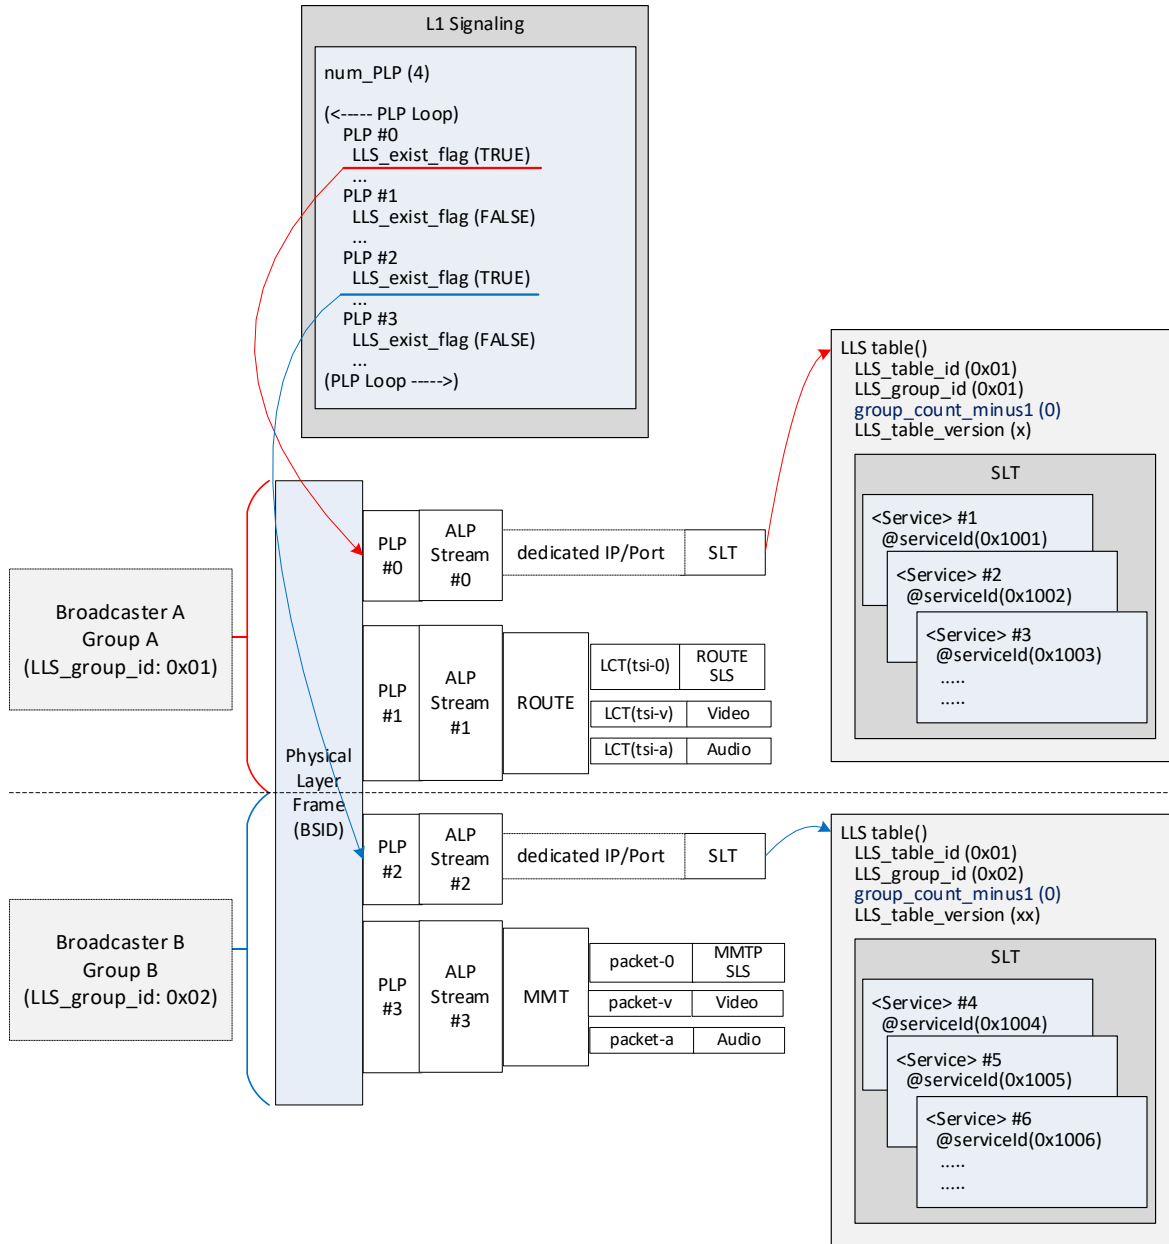 L1 Signaling
num_PLP (4)
(<----- PLP Loop)
PLP #0
LLS_exist_flag (TRUE)
...
PLP #1
LLS_exist_flag (FALSE)
...
PLP #2
LLS_exist_flag (TRUE)
...
PLP #3
LLS_exist_flag (FALSE)
...
(PLP Loop ----->)
LLS table()
LLS_table_id (0x01)
LLS_group_id (0x01)
group_count_minus1 (0)
LLS_table_version (x)
SLT
<Service> #1
@serviceId(0x1001)
<Service> #2
@serviceId(0x1002)
<Service> #3
@serviceId(0x1003)
.....
.....
Broadcaster A
Group A
(LLS_group_id: 0x01)
Physical
Layer
Frame
(BSID)
PLP
#0
ALP
Stream
#0
dedicated IP/Port
SLT
PLP
#1
ALP
Stream
#1
ROUTE
LCT(tsi-0)
ROUTE
SLS
LCT(tsi-v)
Video
LCT(tsi-a)
Audio
Broadcaster B
Group B
(LLS_group_id: 0x02)
PLP
#2
ALP
Stream
#2
dedicated IP/Port
SLT
PLP
#3
ALP
Stream
#3
MMT
packet-0
MMTP
SLS
packet-v
Video
packet-a
Audio
LLS table()
LLS_table_id (0x01)
LLS_group_id (0x02)
group_count_minus1 (0)
LLS_table_version (xx)
SLT
<Service> #4
@serviceId(0x1004)
<Service> #5
@serviceId(0x1005)
<Service> #6
@serviceId(0x1006)
.....
.....